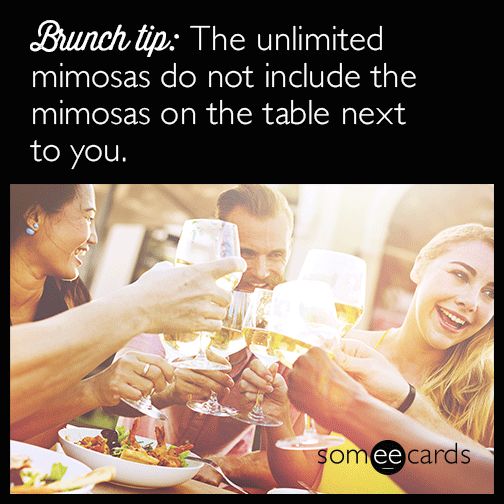 Brunch tip: The unlimited
mimosas do not include the
mimosas on the table next
to you.
someecards